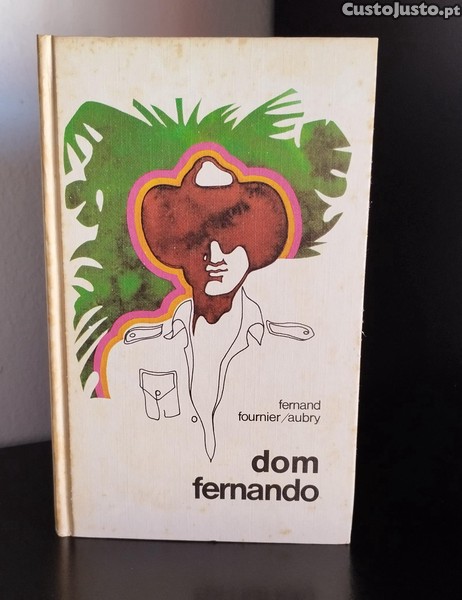 CustoJusto.pt
fernand
fournier/aubry
dom
fernando